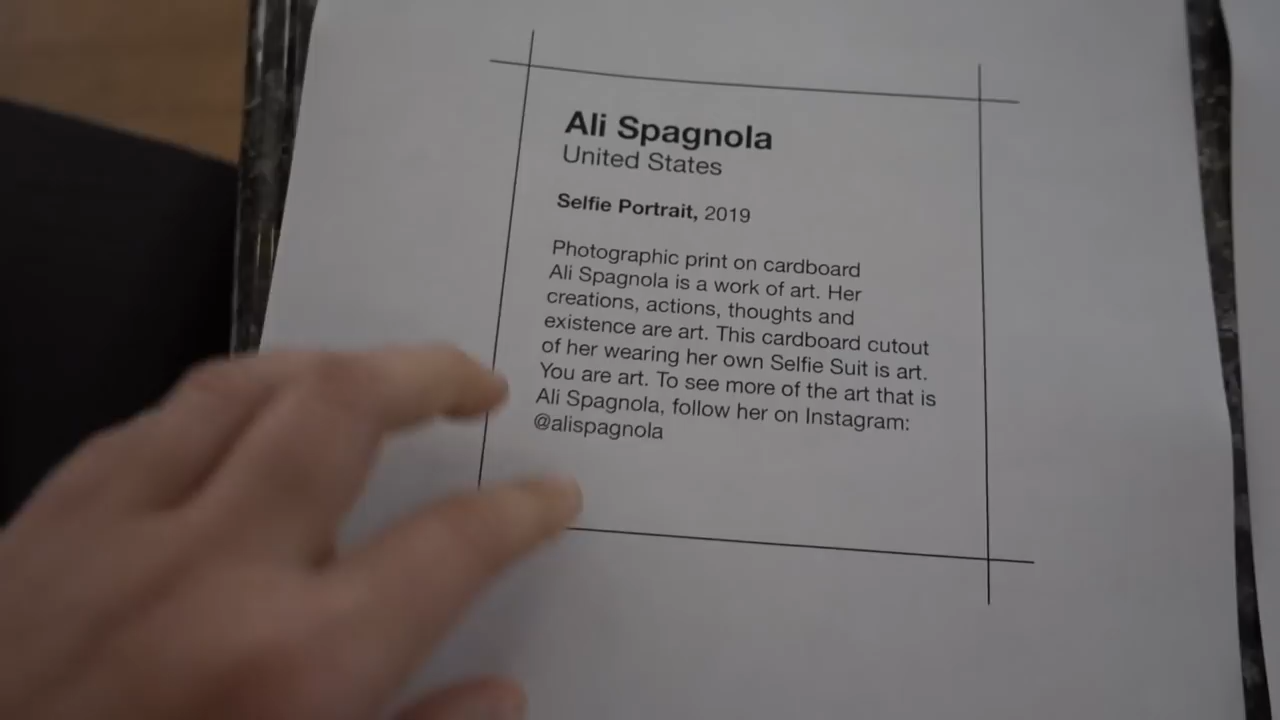 Ali Spagnola
United States
Selfie Portrait, 2019
Photographic print on cardboard
Ali Spagnola is a work of art. Her
creations, actions, thoughts and
existence are art. This cardboard cutout
of her wearing her own Selfie Suit is art.
You are art. To see more of the art that is
Ali Spagnola, follow her on Instagram:
@alispagnola